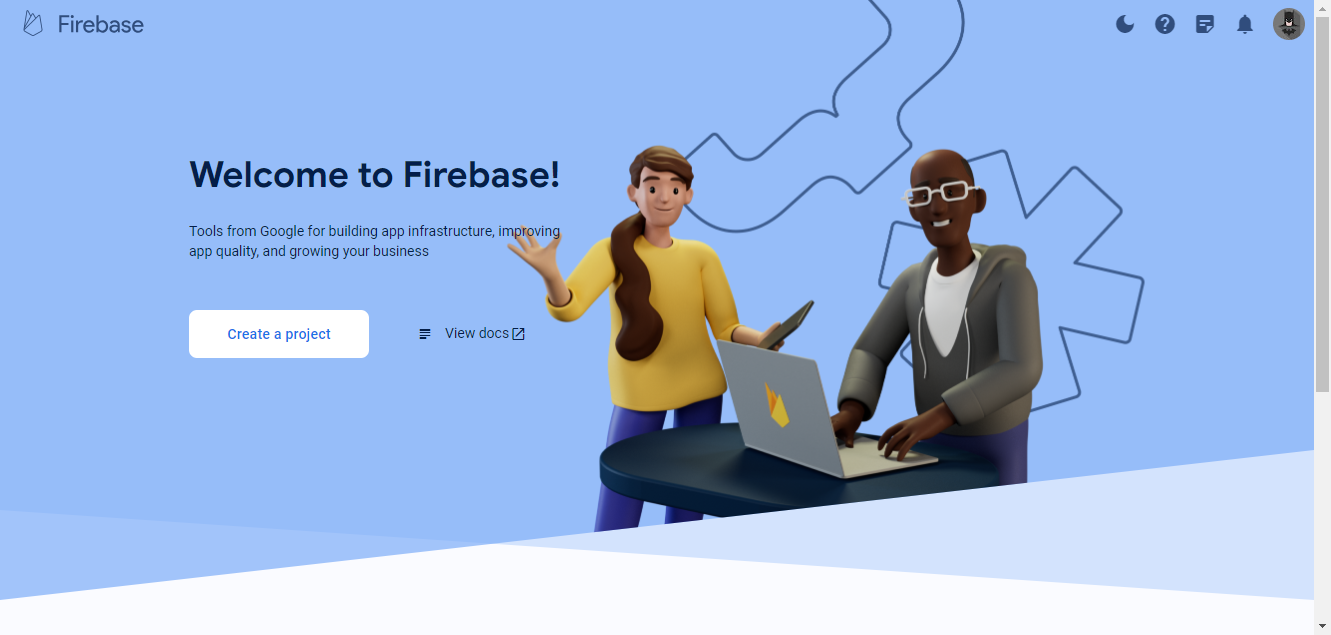 Firebase
Welcome to Firebase!
Tools from Google for building app infrastructure, improving
app quality, and growing your business
Create a project
View docs